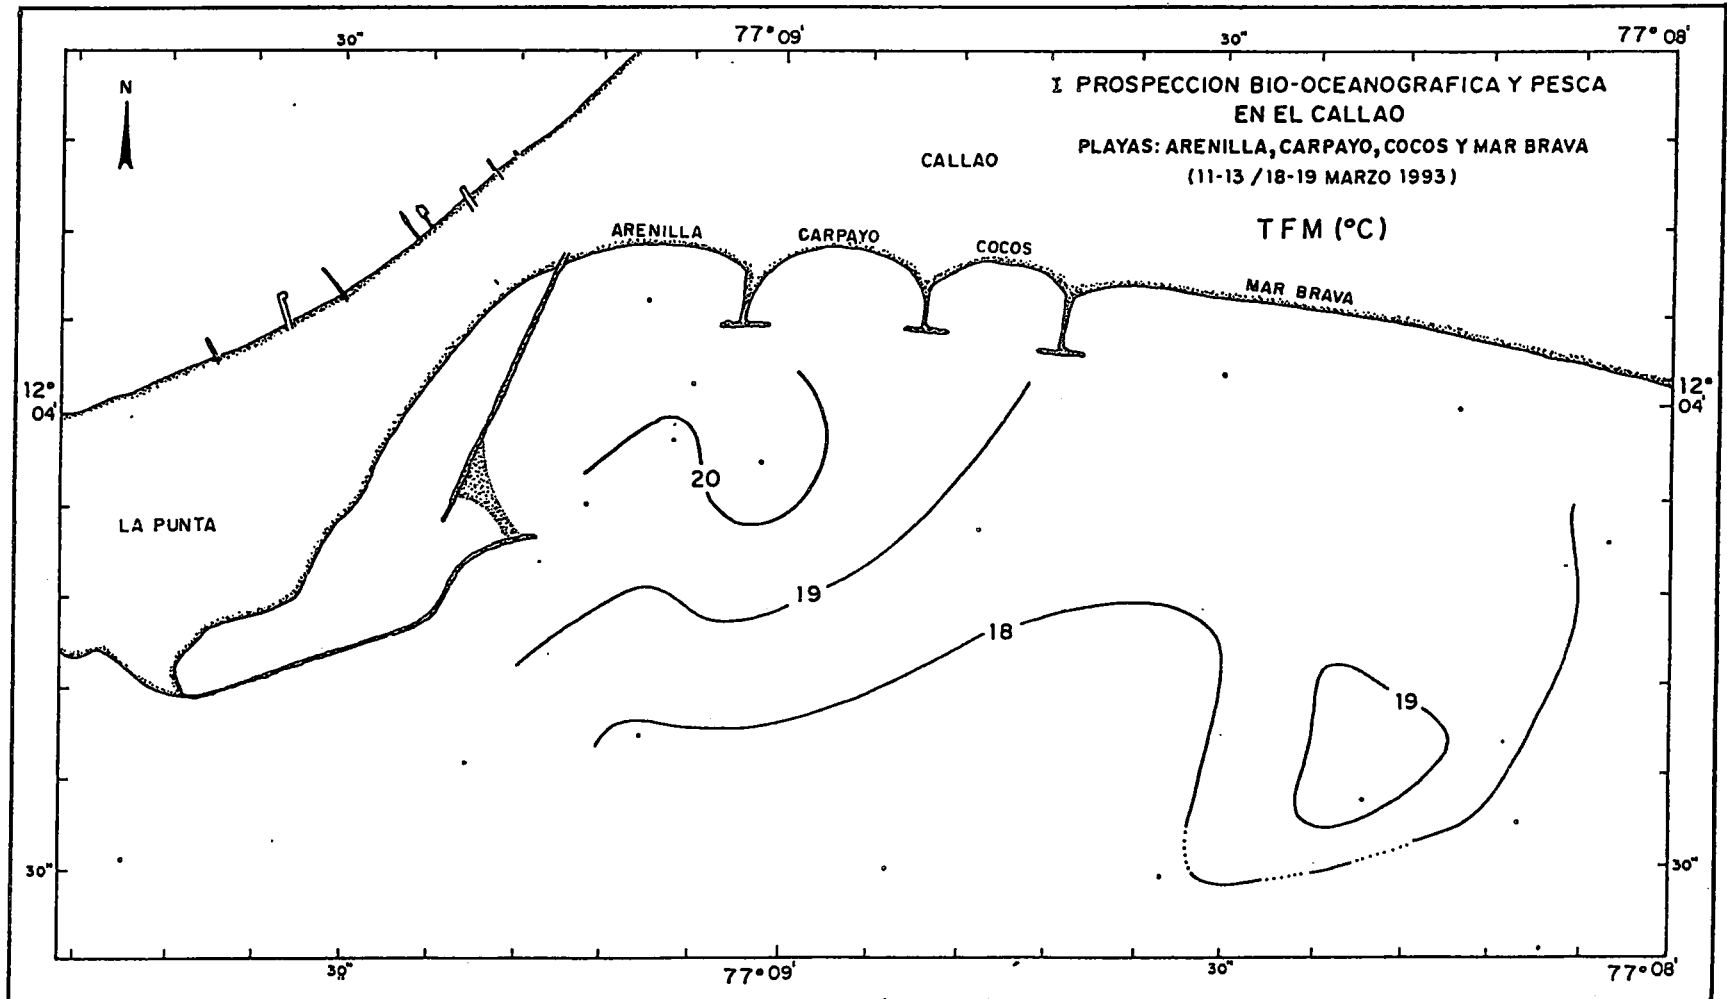 30" 77° 09' 30" 77° 08'
N
I PROSPECCION BIO-OCEANOGRAFICA Y PESCA
EN EL CALLAO
PLAYAS: ARENILLA, CARPAYO, COCOS Y MAR BRAVA
(11-13 / 18-19 MARZO 1993)
TFM (°C)
CALLAO
ARENILLA
CARPAYO
COCOS
MAR BRAVA
12°
04'
12°
04'
20
LA PUNTA
19
18
19
30"
30"
30" 77° 09' 30" 77° 08'